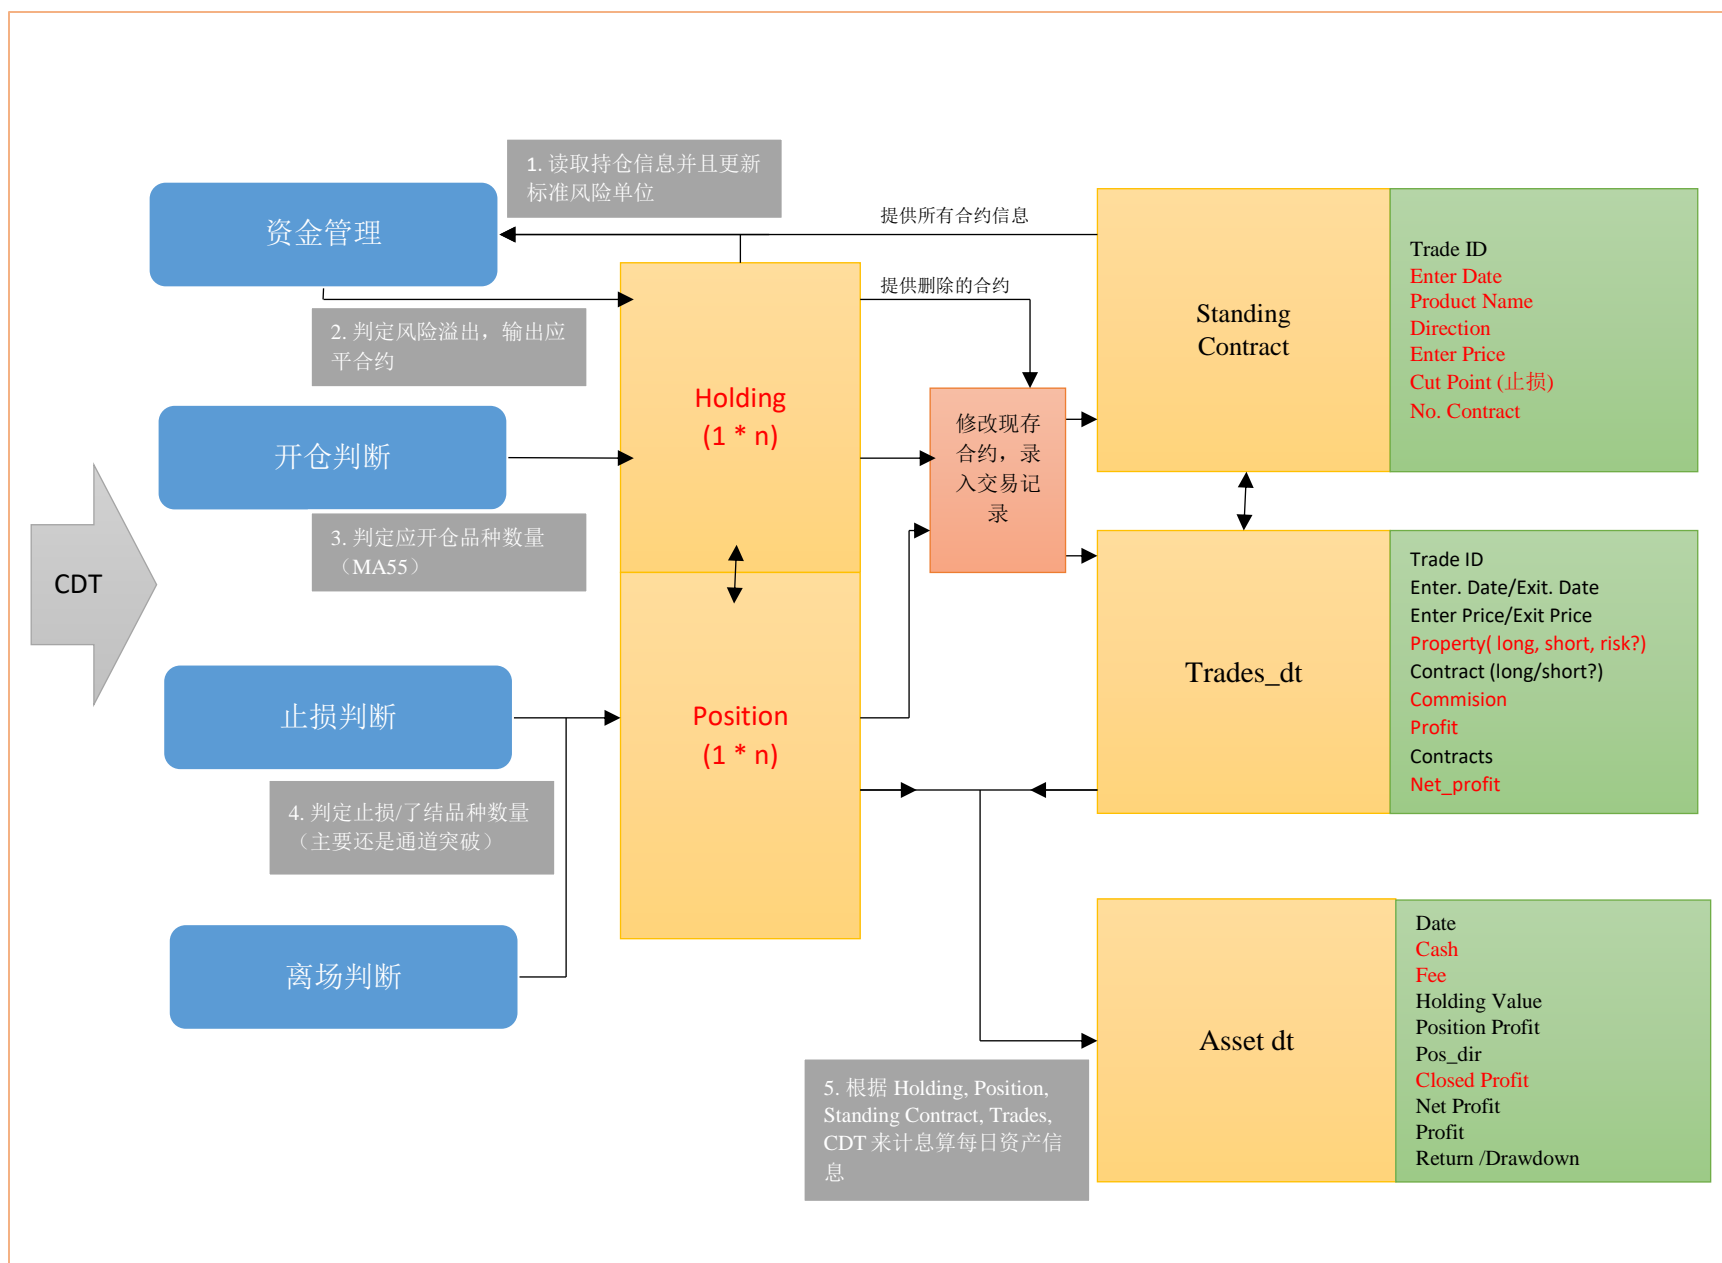 1. 读取持仓信息并且更新
标准风险单位
资金管理
提供所有合约信息
2. 判定风险溢出，输出应
平合约
提供删除的合约
开仓判断
3. 判定应开仓品种数量
（MA55）
CDT
止损判断
4. 判定止损/了结品种数量
（主要还是通道突破）
离场判断
Holding
(1 * n)
Position
(1 * n)
修改现存
合约，录
入交易记
录
Standing
Contract
Trade ID
Enter Date
Product Name
Direction
Enter Price
Cut Point (止损)
No. Contract
Trades_dt
Trade ID
Enter. Date/Exit. Date
Enter Price/Exit Price
Property( long, short, risk?)
Contract (long/short?)
Commision
Profit
Contracts
Net_profit
Asset dt
Date
Cash
Fee
Holding Value
Position Profit
Pos_dir
Closed Profit
Net Profit
Profit
Return /Drawdown
5. 根据 Holding, Position,
Standing Contract, Trades,
CDT 来计息算每日资产信
息